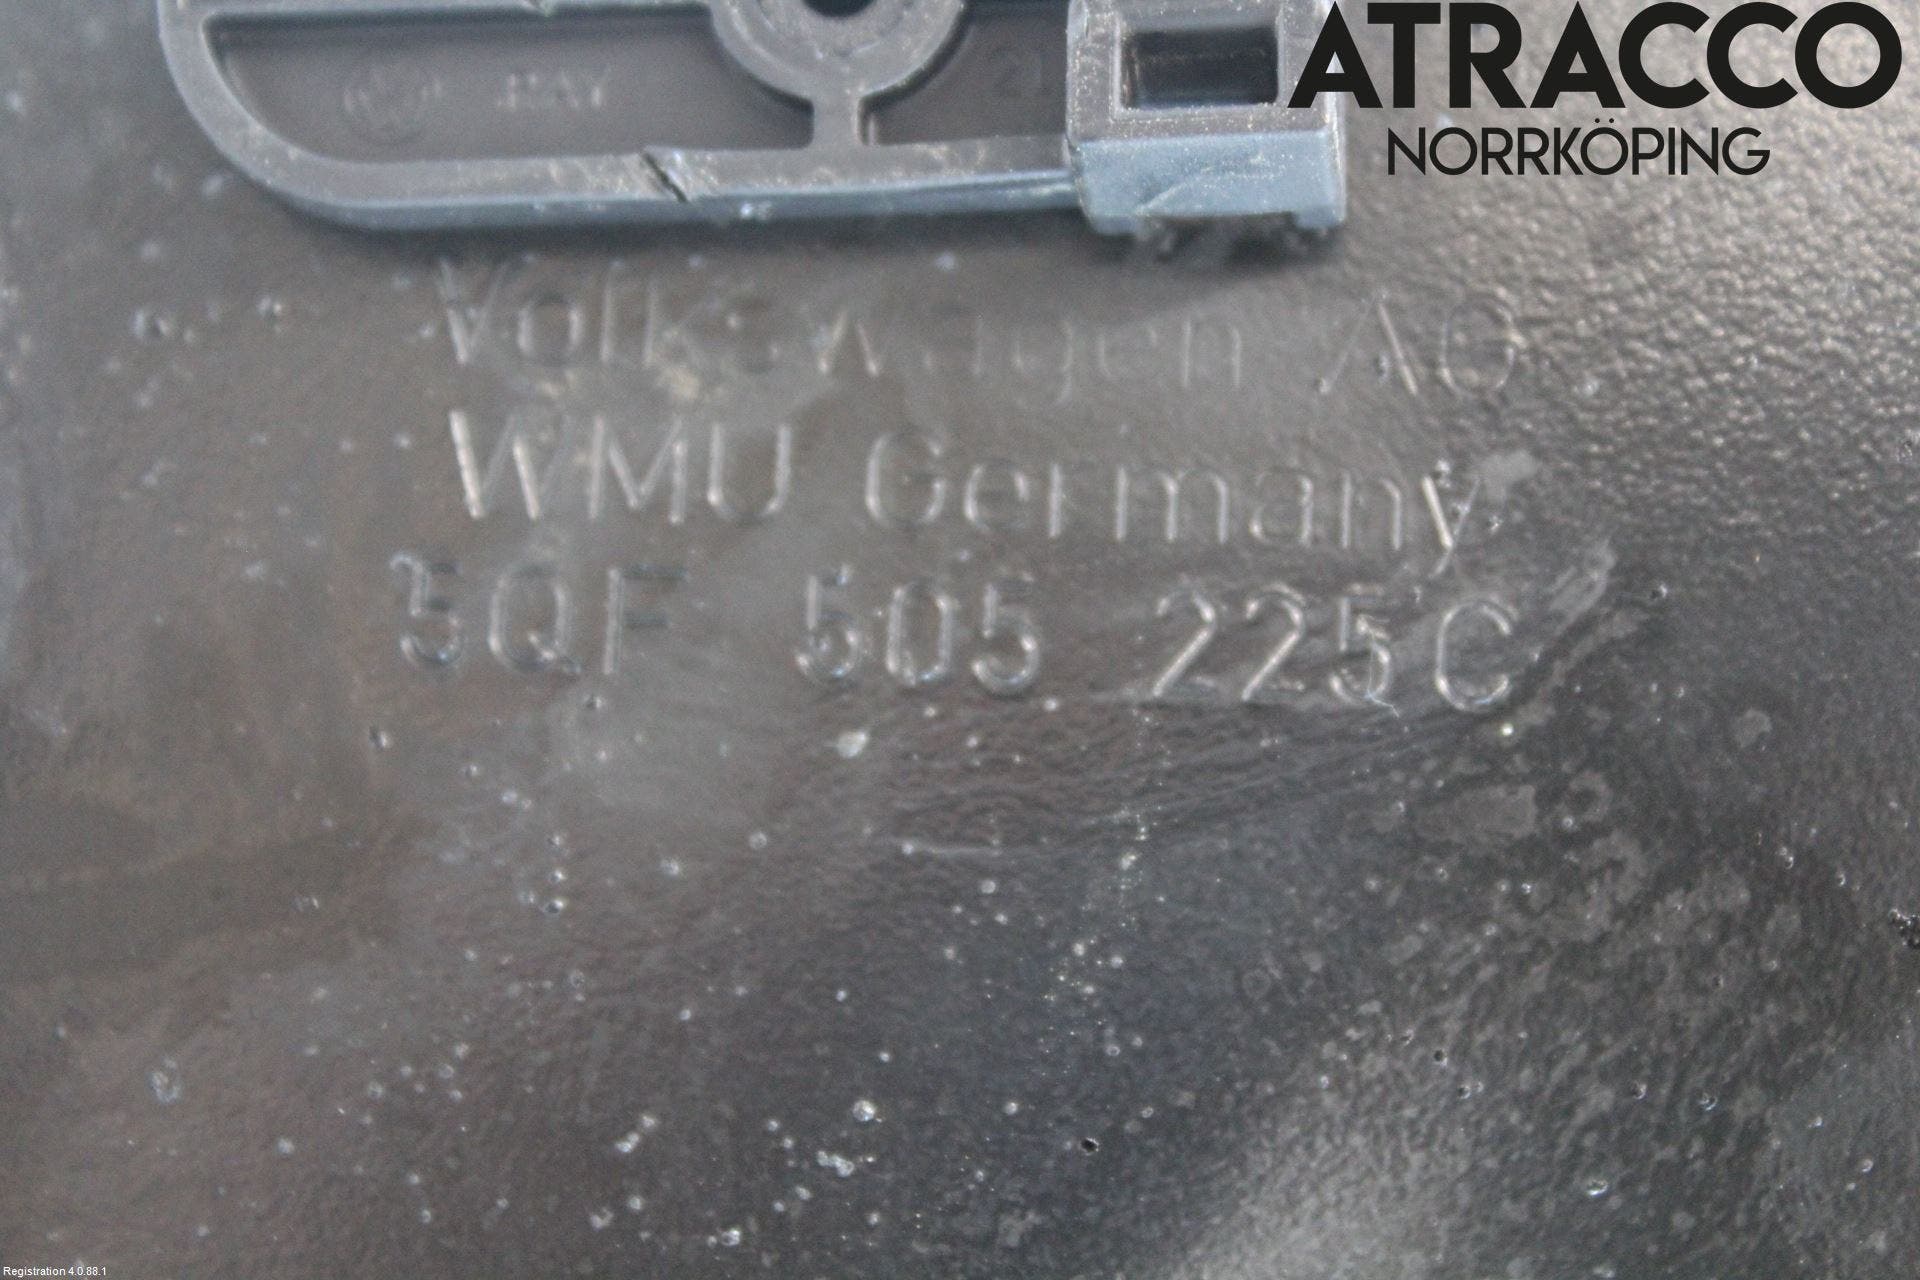 ATRACCO
NORRKÖPING
Volkswagen AG
WMU Germany
5QF 505 225C
Registration 4.0.88.1